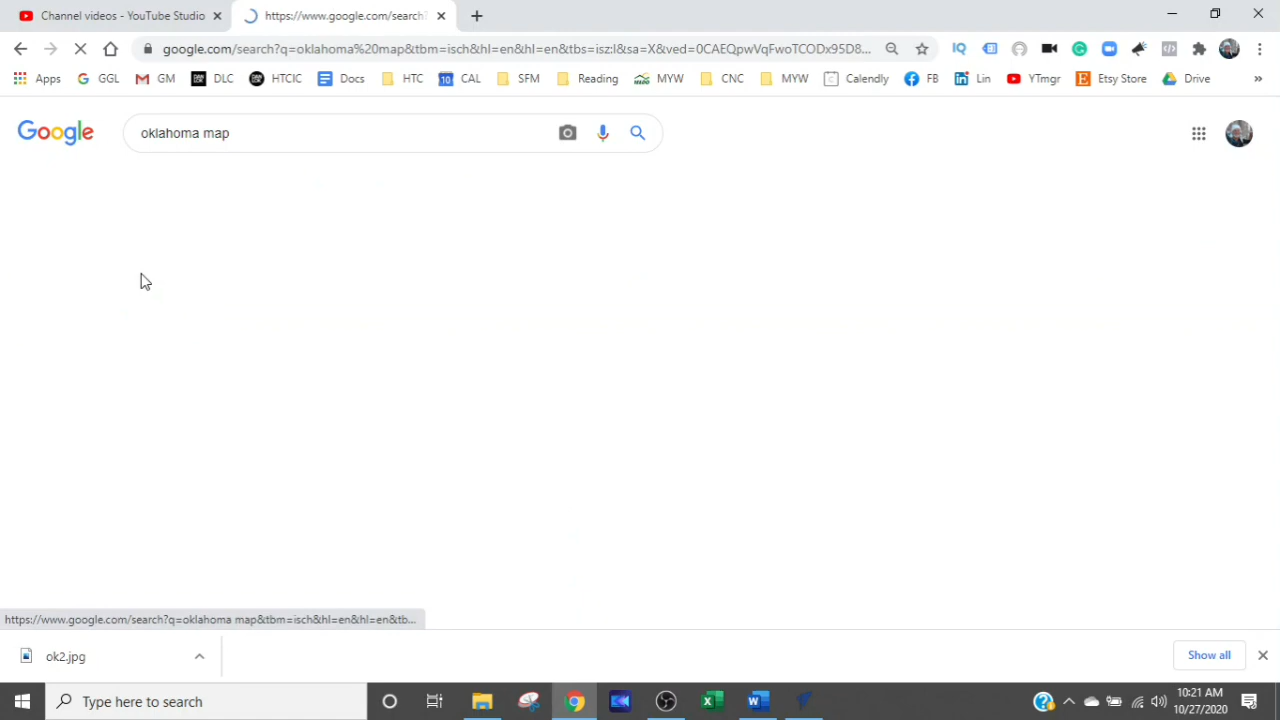 Channel videos - YouTube Studio
https://www.google.com/search?
google.com/search?q=oklahoma%20map&tbm=isch&hl=en&hl=en&tbs=isz:l&sa=X&ved=0CAEQpwVqFwoTCODx95D8...
IQ
Apps
G GGL
GM
DLC
HTCIC
Docs
HTC
10 CAL
SFM
Reading
MYW
CNC
MYW
Calendly
FB
Lin
YTmgr
E Etsy Store
Drive
»
Google
oklahoma map
https://www.google.com/search?q=oklahoma map&tbm=isch&hl=en&hl=en&tb...
ok2.jpg
Show all
Type here to search
10:21 AM
10/27/2020